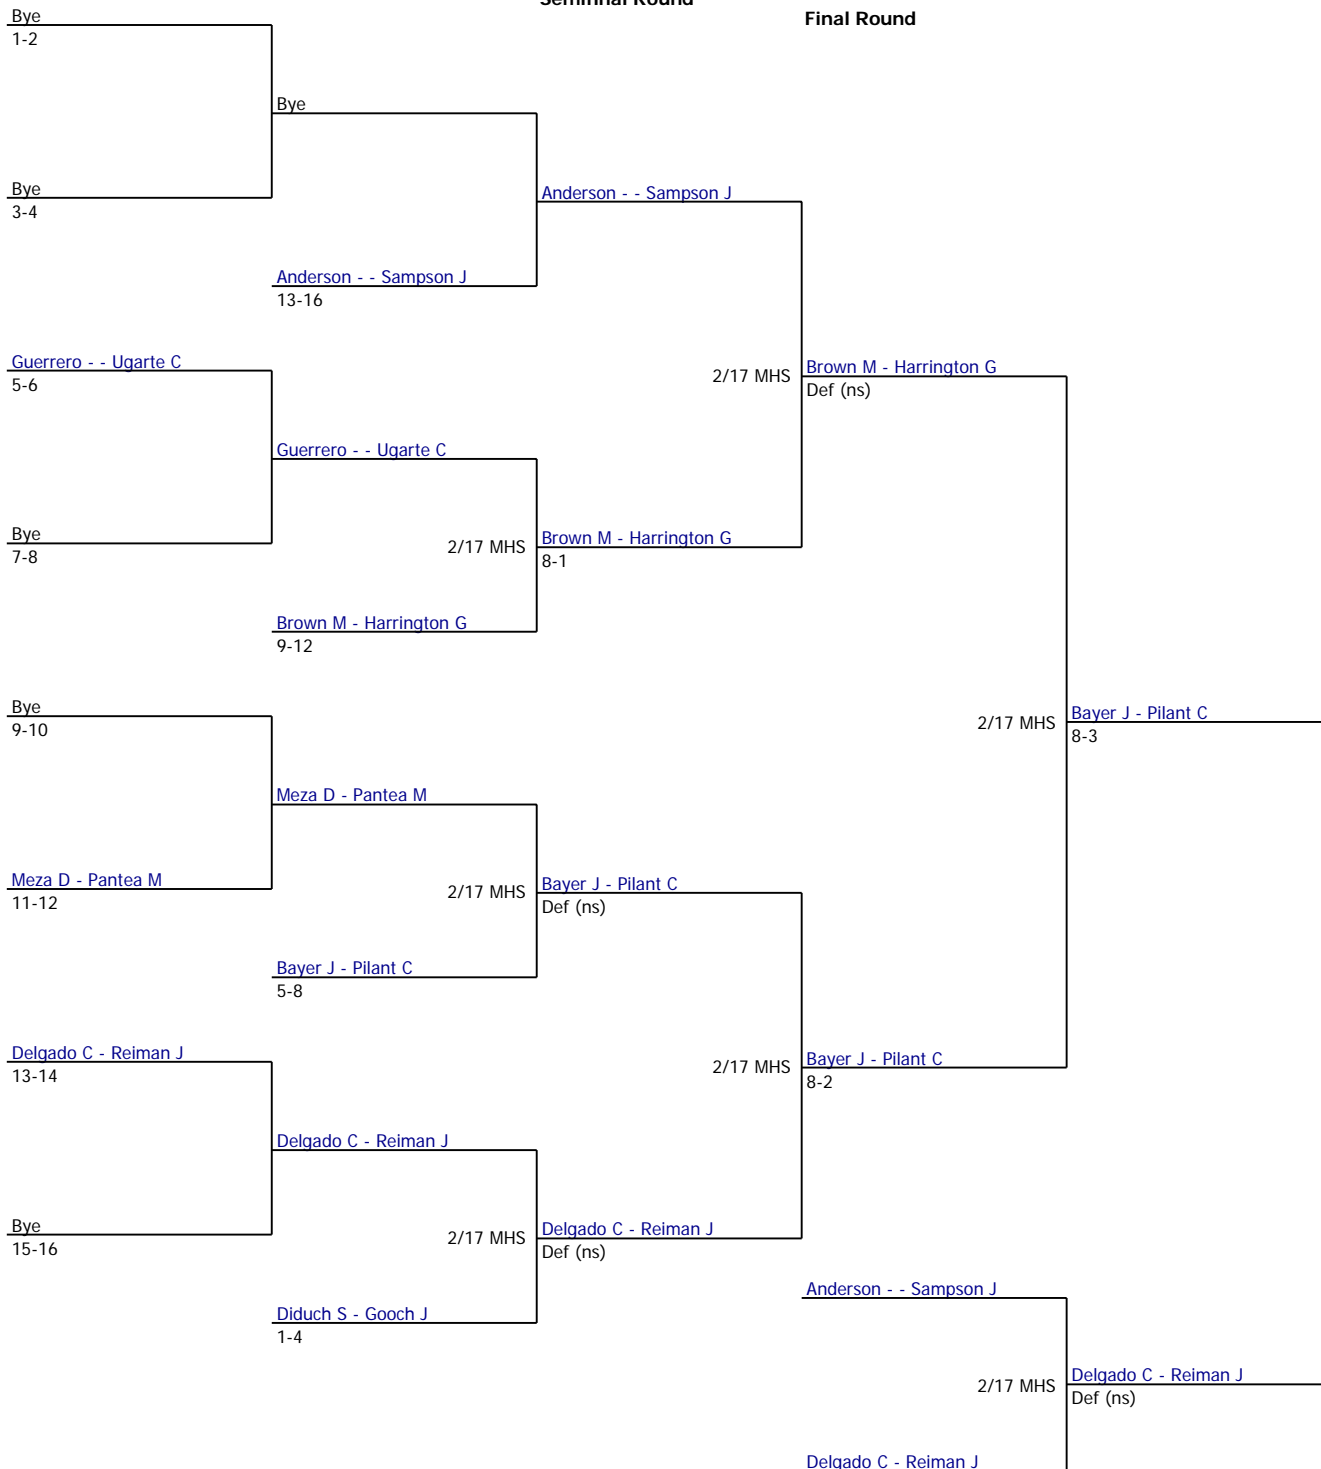 Semifinal Round
Final Round
Bye
1-2
Bye
Bye
3-4
Anderson - - Sampson J
Anderson - - Sampson J
13-16
Guerrero - - Ugarte C
5-6
2/17 MHS
Brown M - Harrington G
Def (ns)
Guerrero - - Ugarte C
Bye
7-8
2/17 MHS
Brown M - Harrington G
8-1
Brown M - Harrington G
9-12
Bye
9-10
2/17 MHS
Bayer J - Pilant C
8-3
Meza D - Pantea M
Meza D - Pantea M
11-12
2/17 MHS
Bayer J - Pilant C
Def (ns)
Bayer J - Pilant C
5-8
Delgado C - Reiman J
13-14
2/17 MHS
Bayer J - Pilant C
8-2
Delgado C - Reiman J
Bye
15-16
2/17 MHS
Delgado C - Reiman J
Def (ns)
Anderson - - Sampson J
Diduch S - Gooch J
1-4
2/17 MHS
Delgado C - Reiman J
Def (ns)
Delgado C - Reiman J